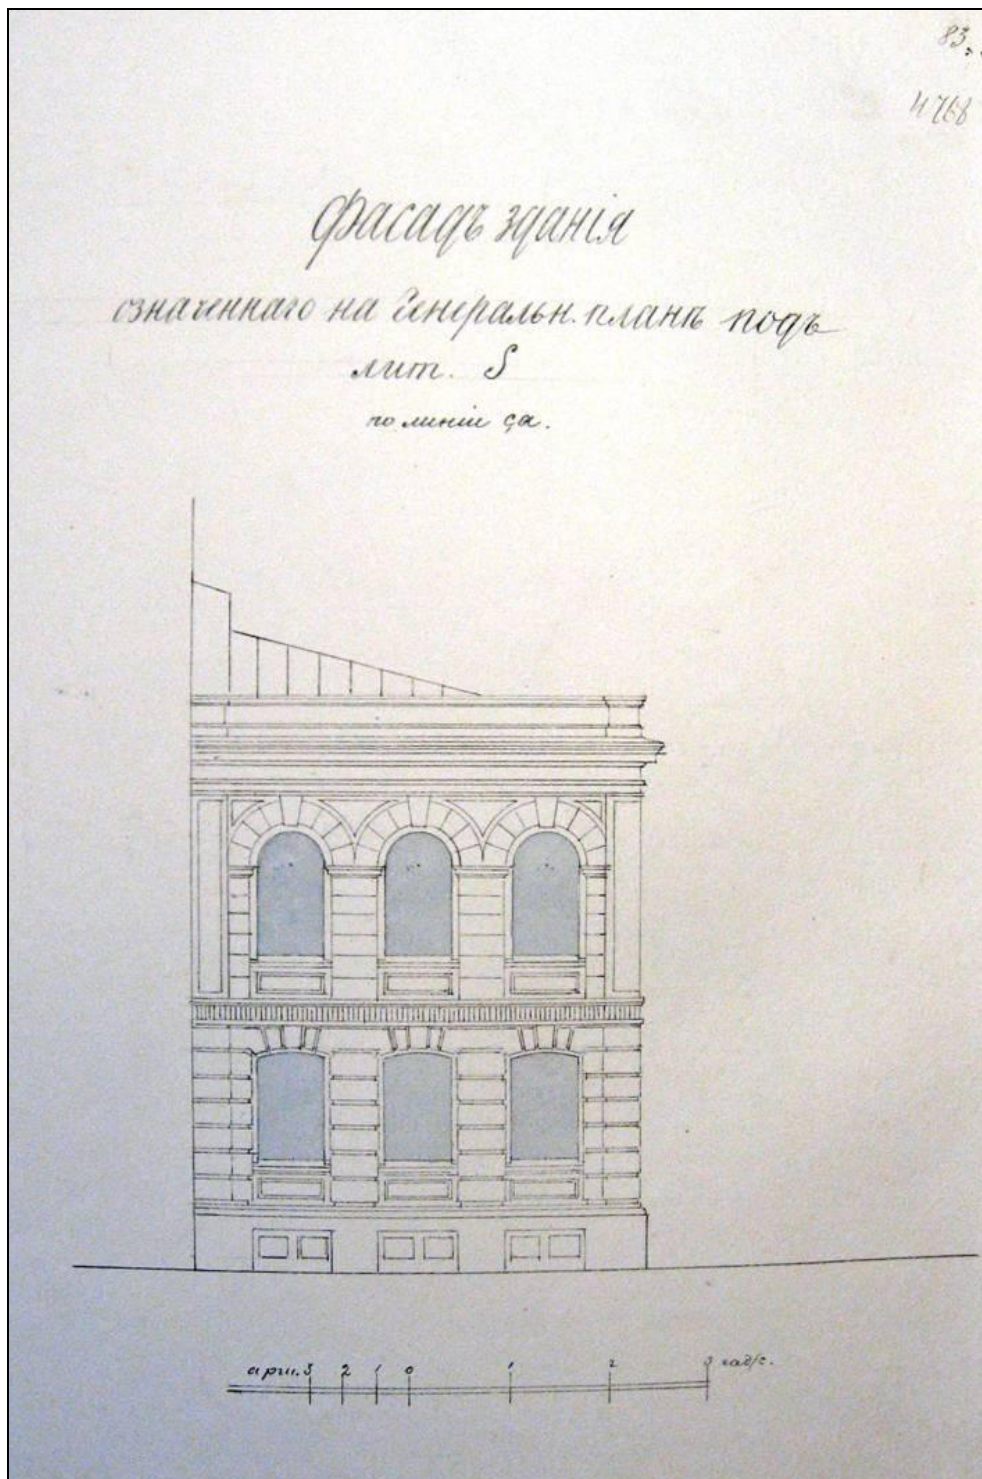 83.
4768
Фасадъ зданія
означеннаго на Генеральн. планѣ подъ
лит. S
по линіи
арш. 3 2 1 0 1 2 3 саж.